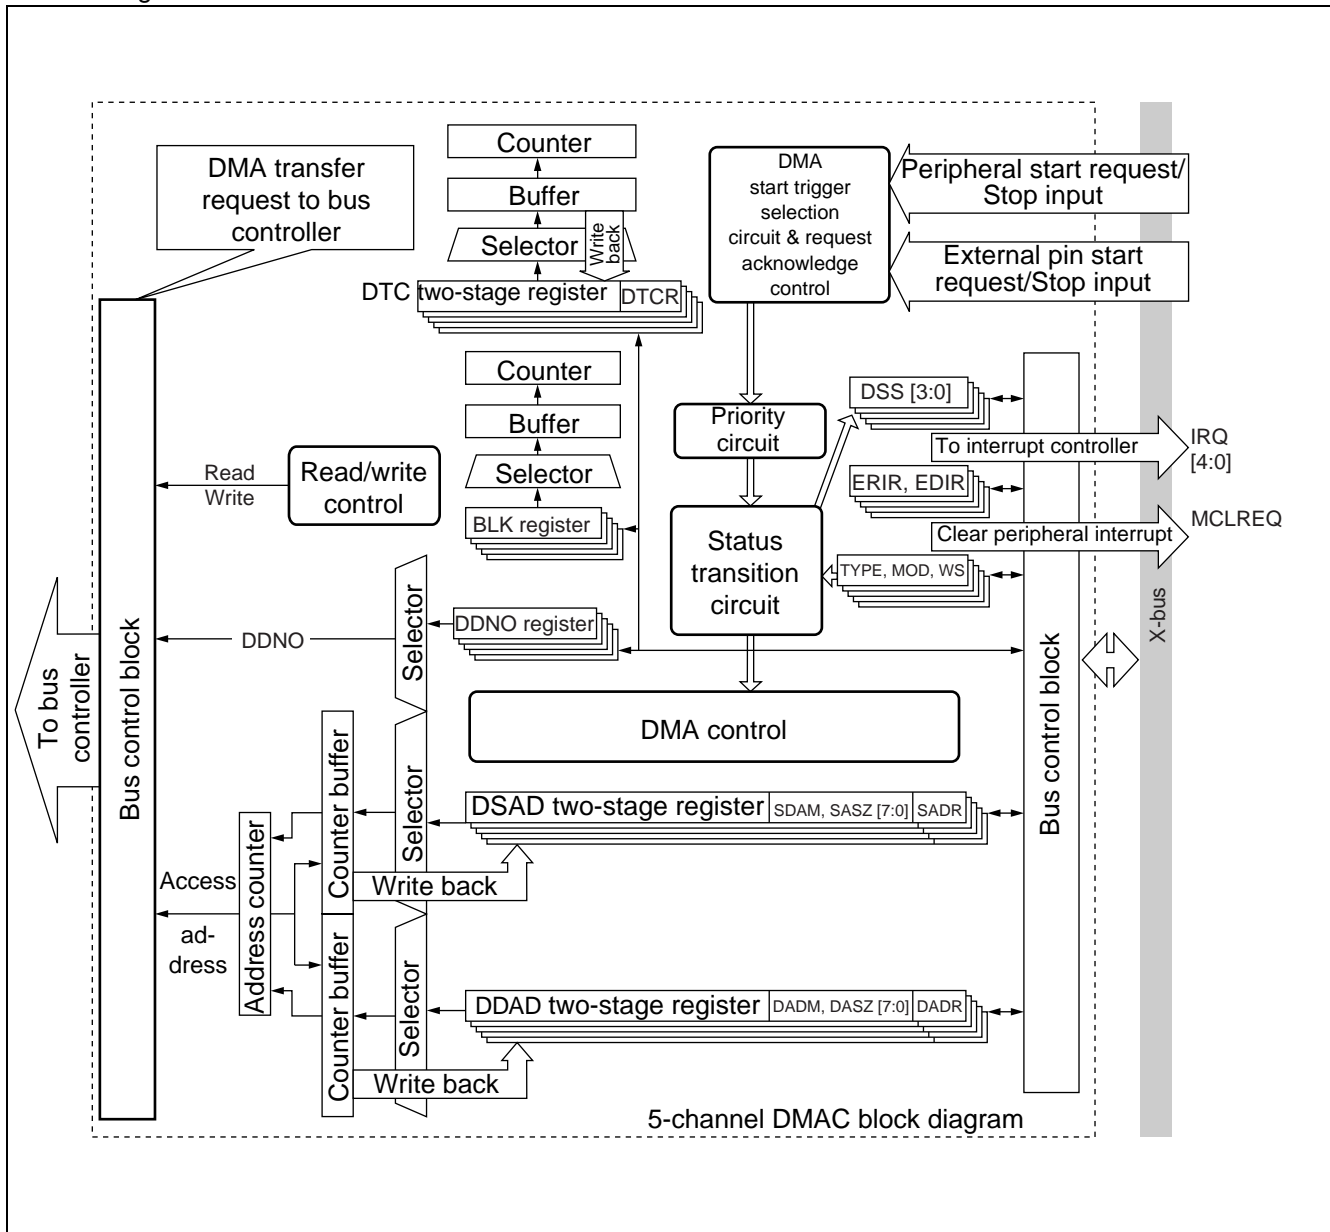 DMA transfer
request to bus
controller
Counter
Buffer
Selector
Write
back
DTC two-stage register
DTCR
DMA
start trigger
selection
circuit & request
acknowledge
control
Peripheral start request/
Stop input
External pin start
request/Stop input
Counter
Buffer
Selector
BLK register
Priority
circuit
DSS [3:0]
To interrupt controller
IRQ
[4:0]
ERIR, EDIR
Clear peripheral interrupt
MCLREQ
TYPE, MOD, WS
Status
transition
circuit
Read
Write
Read/write
control
X-bus
To bus
controller
Bus control block
DDNO
Selector
DDNO register
Bus control block
DMA control
Access
ad-
dress
Address counter
Counter buffer
Selector
DSAD two-stage register
SDAM, SASZ [7:0]
SADR
Write back
Counter buffer
Selector
DDAD two-stage register
DADM, DASZ [7:0]
DADR
Write back
5-channel DMAC block diagram